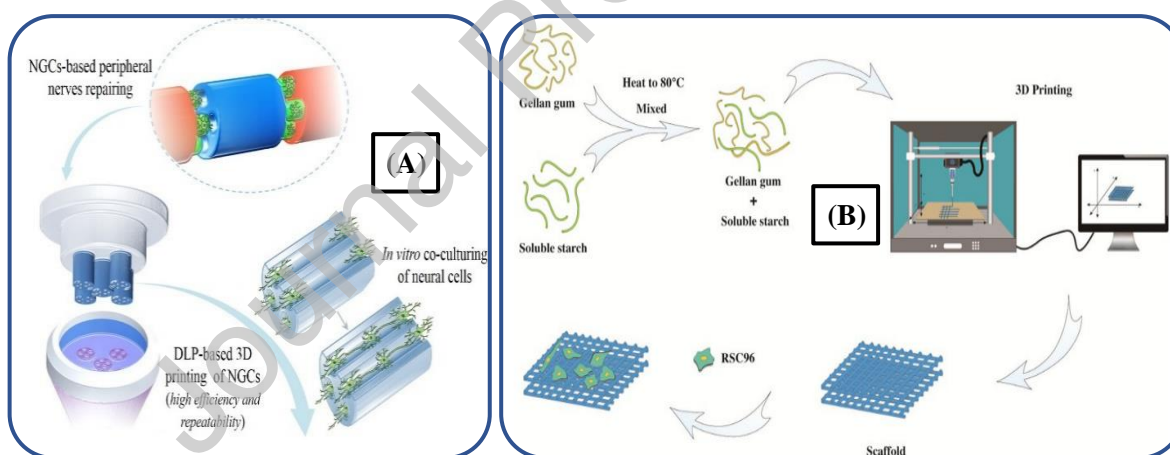 NGCs-based peripheral
nerves repairing
(A)
In vitro co-culturing
of neural cells
DLP-based 3D
printing of NGCs
(high efficiency and
repeatability)
Gellan gum
Heat to 80°C
Mixed
Soluble starch
Gellan gum
+
Soluble starch
3D Printing
(B)
RSC96
Scaffold
Journal Pre